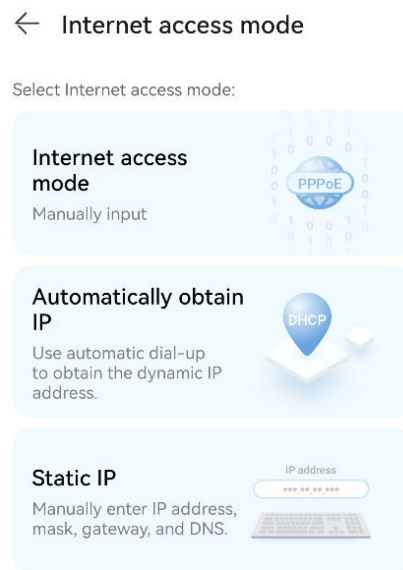 Internet access mode
Select Internet access mode:
Internet access
mode
Manually input
PPPoE
Automatically obtain
IP
Use automatic dial-up
to obtain the dynamic IP
address.
DHCP
Static IP
Manually enter IP address,
mask, gateway, and DNS.
IP address
***.**.**.***